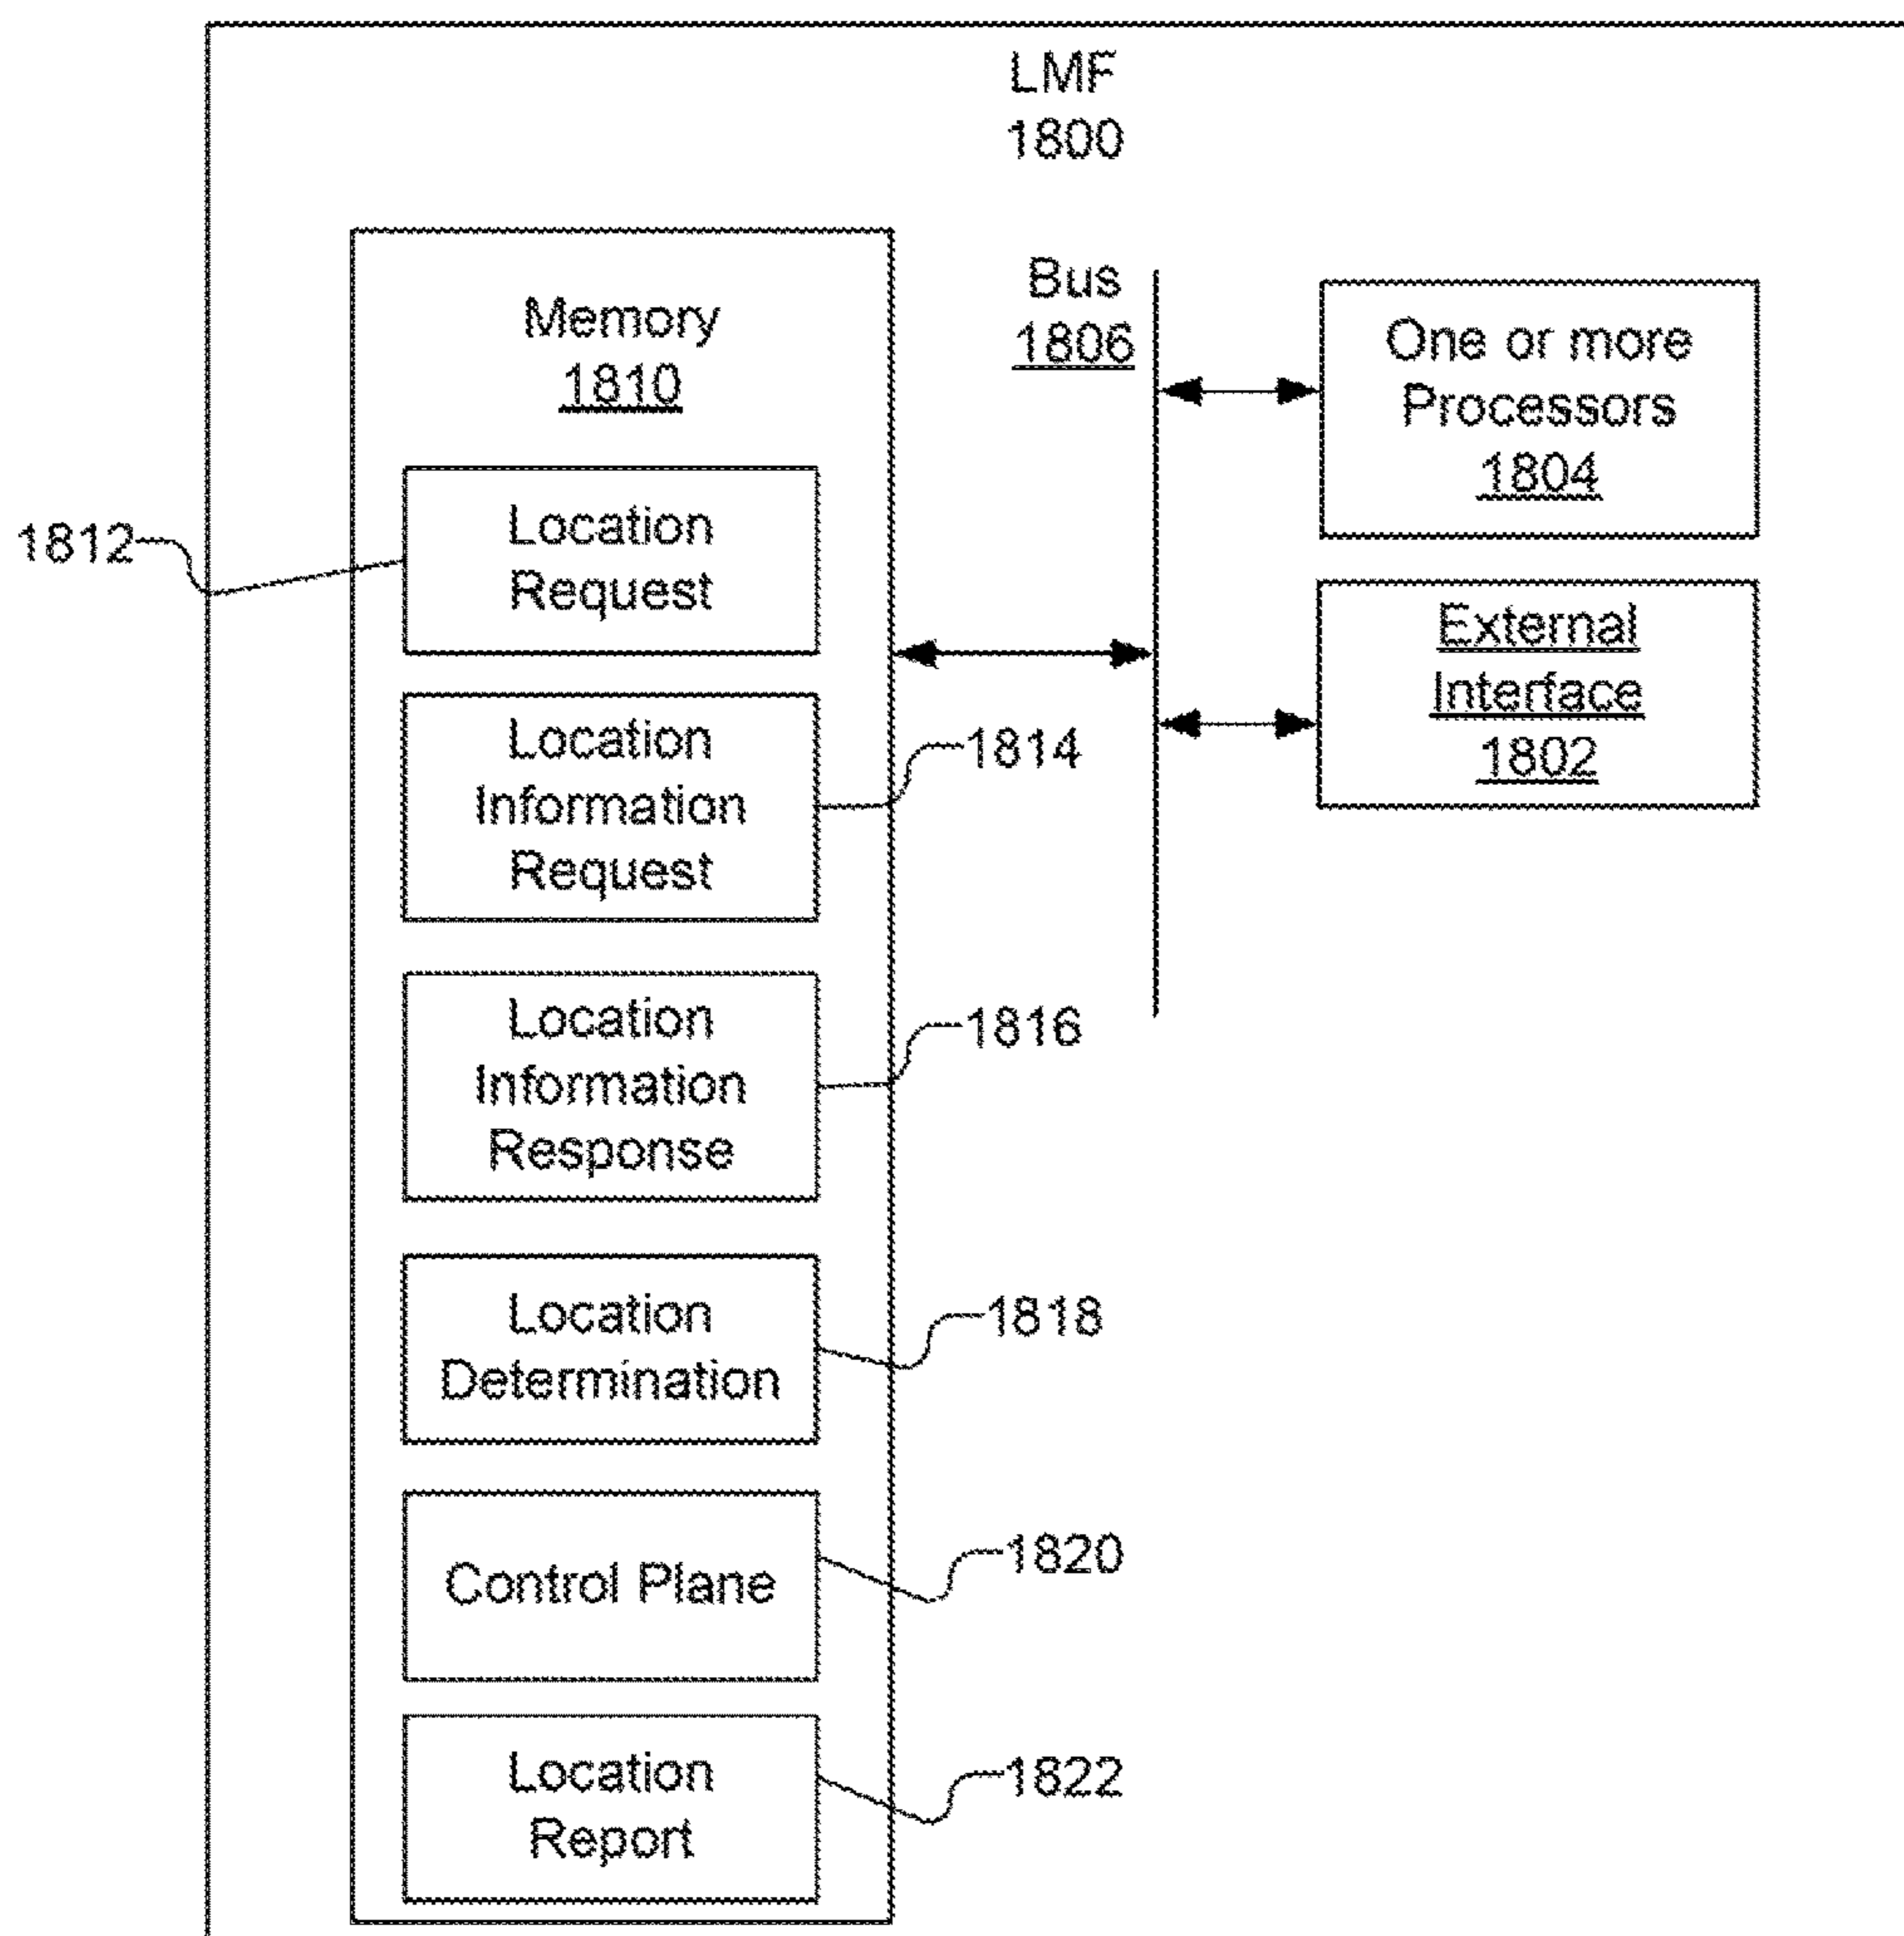 LMF
1800
Memory
1810
Bus
1806
One or more
Processors
1804
External
Interface
1802
1812
Location
Request
Location
Information
Request
1814
Location
Information
Response
1816
Location
Determination
1818
Control Plane
1820
Location
Report
1822